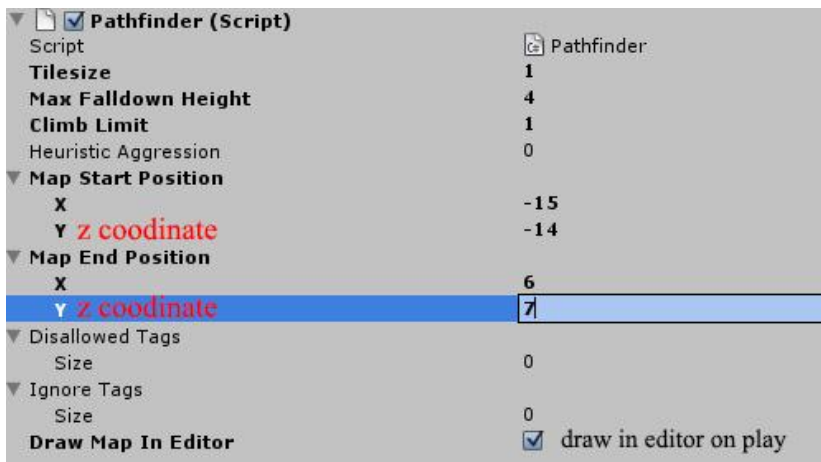 Pathfinder (Script)
Script Pathfinder
Tilesize 1
Max Falldown Height 4
Climb Limit 1
Heuristic Aggression 0
Map Start Position
X -15
Y z coodinate -14
Map End Position
X 6
Y z coodinate 7
Disallowed Tags
Size 0
Ignore Tags
Size 0
Draw Map In Editor draw in editor on play